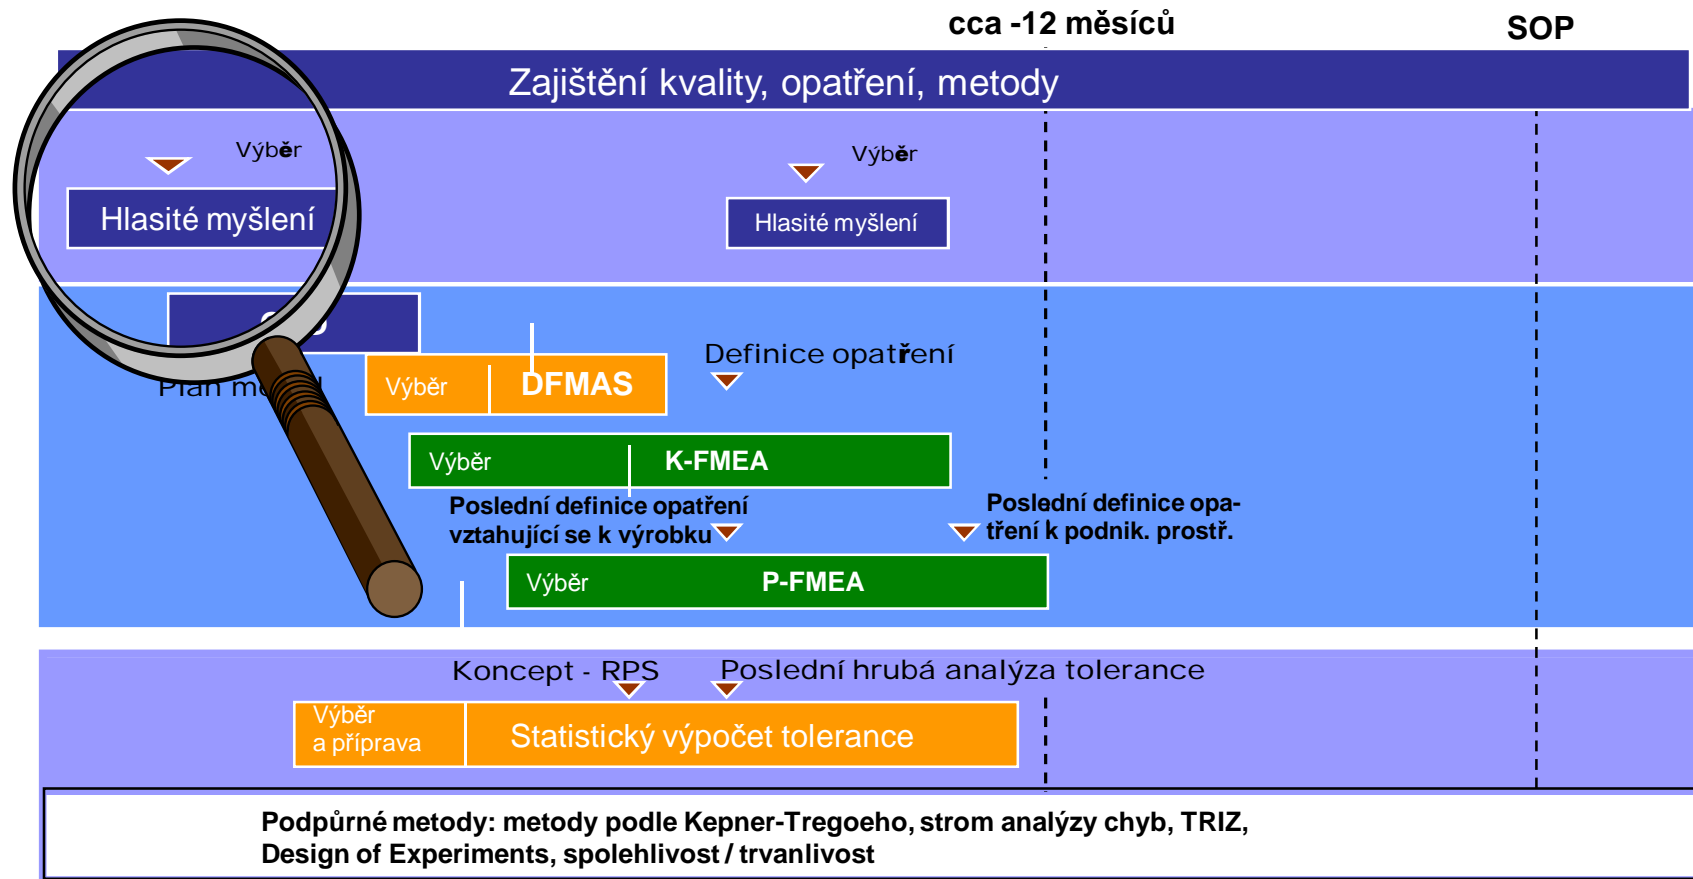 cca -12 měsíců
SOP
Zajištění kvality, opatření, metody
Výběr
Výběr
Hlasité myšlení
Hlasité myšlení
Definice opatření
Plán
Výběr
DFMAS
Výběr
K-FMEA
Poslední definice opatření
vztahující se k výrobku
Poslední definice opa-
tření k podnik. prostř.
Výběr
P-FMEA
Koncept - RPS
Poslední hrubá analýza tolerance
Výběr
a příprava
Statistický výpočet tolerance
Podpůrné metody: metody podle Kepner-Tregoeho, strom analýzy chyb, TRIZ,
Design of Experiments, spolehlivost / trvanlivost